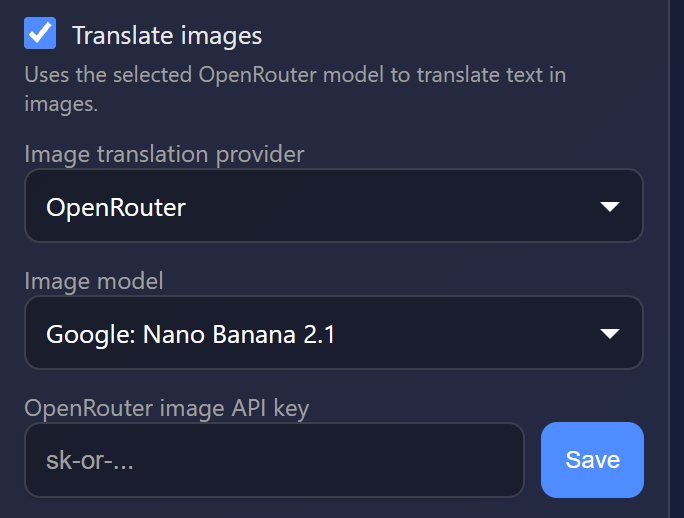 Translate images
Uses the selected OpenRouter model to translate text in
images.
Image translation provider
OpenRouter
Image model
Google: Nano Banana 2.1
OpenRouter image API key
sk-or-...
Save